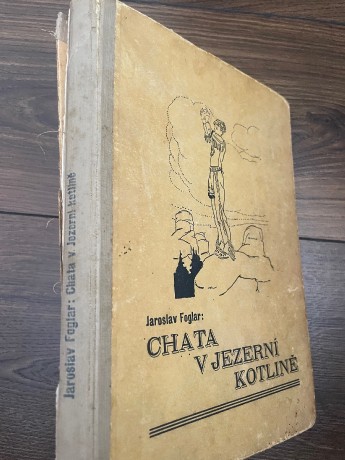 Jaroslav Foglar: Chata v Jezerní kotlině
Jaroslav Foglar:
CHATA
V JEZERNÍ
KOTLINĚ